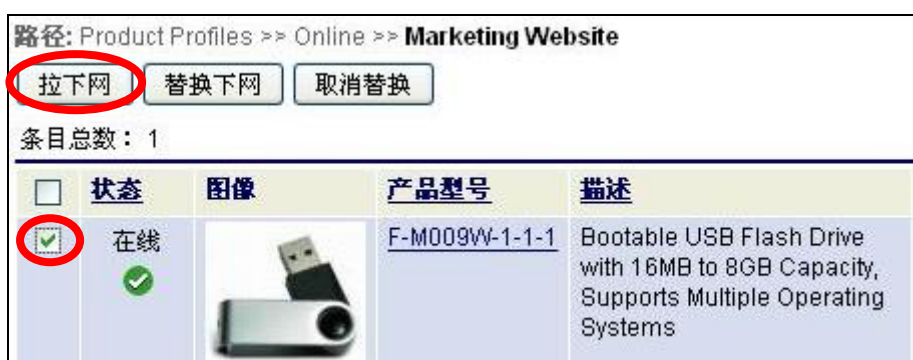 路径: Product Profiles >> Online >> Marketing Website
拉下网 替换下网 取消替换
条目总数：1
状态 图像 产品型号 描述
在线 F-M009W-1-1-1 Bootable USB Flash Drive
with 16MB to 8GB Capacity,
Supports Multiple Operating
Systems